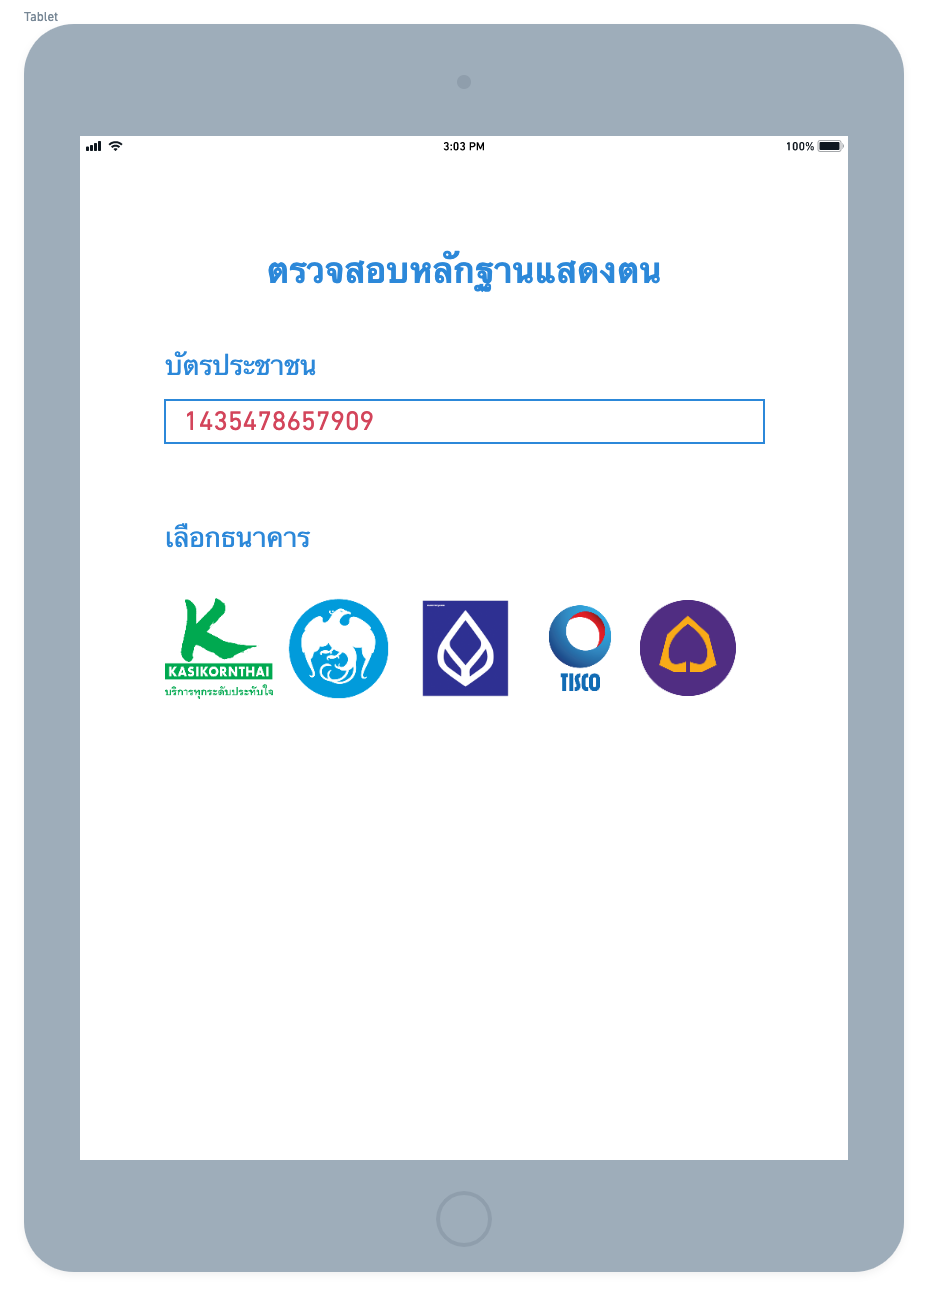 Tablet
3:03 PM
100%
ตรวจสอบหลักฐานแสดงตน
บัตรประชาชน
1435478657909
เลือกธนาคาร
KASIKORNTHAI
บริการทุกระดับประทับใจ
TISCO